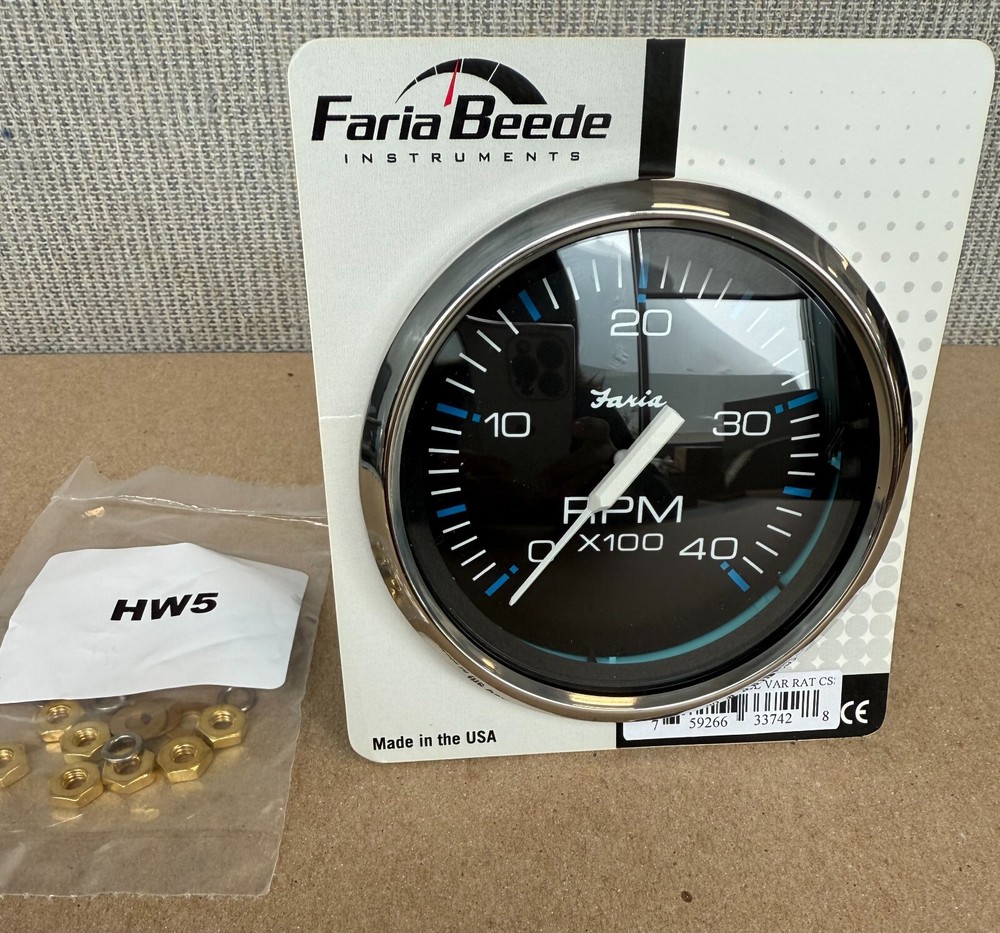 Faria Beede
INSTRUMENTS
20
Faria
10
30
RPM
0
X100
40
HW5
VAR RAT CS
7 59266 33742 8
CE
Made in the USA